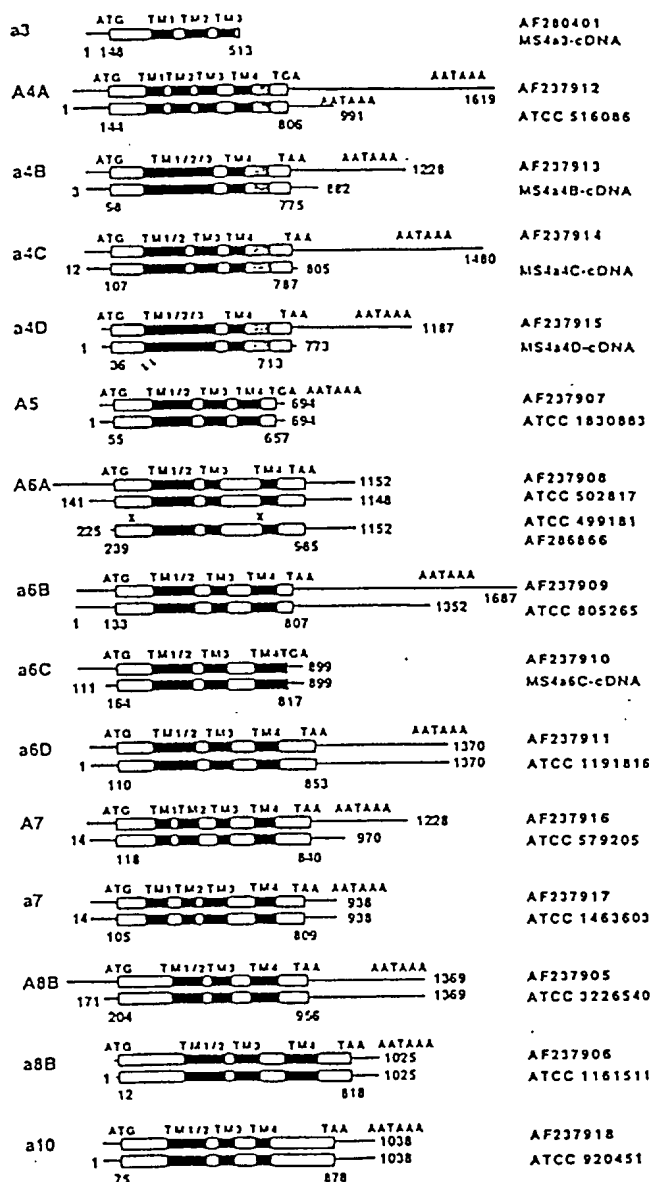 ATG TM1 TM2 TM3 AF280401
a3
1 148 513 MS4a3-cDNA
ATG TM1 TM2 TM3 TM4 TGA AATAAA
A4A AF237912
AATAAA 1619
1 991 ATCC 516086
144 806
ATG TM1/2/3 TM4 TAA AATAAA
a4B 1228 AF237913
3 882 MS4a4B-cDNA
58 775
ATG TM1/2 TM3 TM4 TAA AATAAA AF237914
a4C 1480
12 805 MS4a4C-cDNA
107 787
ATG TM1/2/3 TM4 TAA AATAAA
a4D 1187 AF237915
1 773 MS4a4D-cDNA
36 713
ATG TM1/2 TM3 TM4 TGA AATAAA
A5 694 AF237907
1 694 ATCC 1830883
55 657
ATG TM1/2 TM3 TM4 TAA
A6A 1152 AF237908
141 1148 ATCC 502817
X X ATCC 499181
225 1152 AF286866
239 985
ATG TM1/2 TM3 TM4 TAA AATAAA
a6B 1687 AF237909
1 1352 ATCC 805265
133 807
ATG TM1/2 TM3 TM4TGA
a6C 899 AF237910
111 899 MS4a6C-cDNA
164 817
ATG TM1/2 TM3 TM4 TAA AATAAA
a6D 1370 AF237911
1 1370 ATCC 1191816
110 853
ATG TM1TM2 TM3 TM4 TAA AATAAA
A7 1228 AF237916
14 970 ATCC 579205
118 840
ATG TM1 TM2 TM3 TM4 TAA AATAAA
a7 938 AF237917
14 938 ATCC 1463603
105 809
ATG TM1/2 TM3 TM4 TAA AATAAA
A8B 1369 AF237905
171 1369 ATCC 3226540
204 956
ATG TM1/2 TM3 TM4 TAA AATAAA
a8B 1025 AF237906
1 1025 ATCC 1161511
12 818
ATG TM1/2 TM3 TM4 TAA AATAAA
a10 1038 AF237918
1 1038 ATCC 920451
75 878